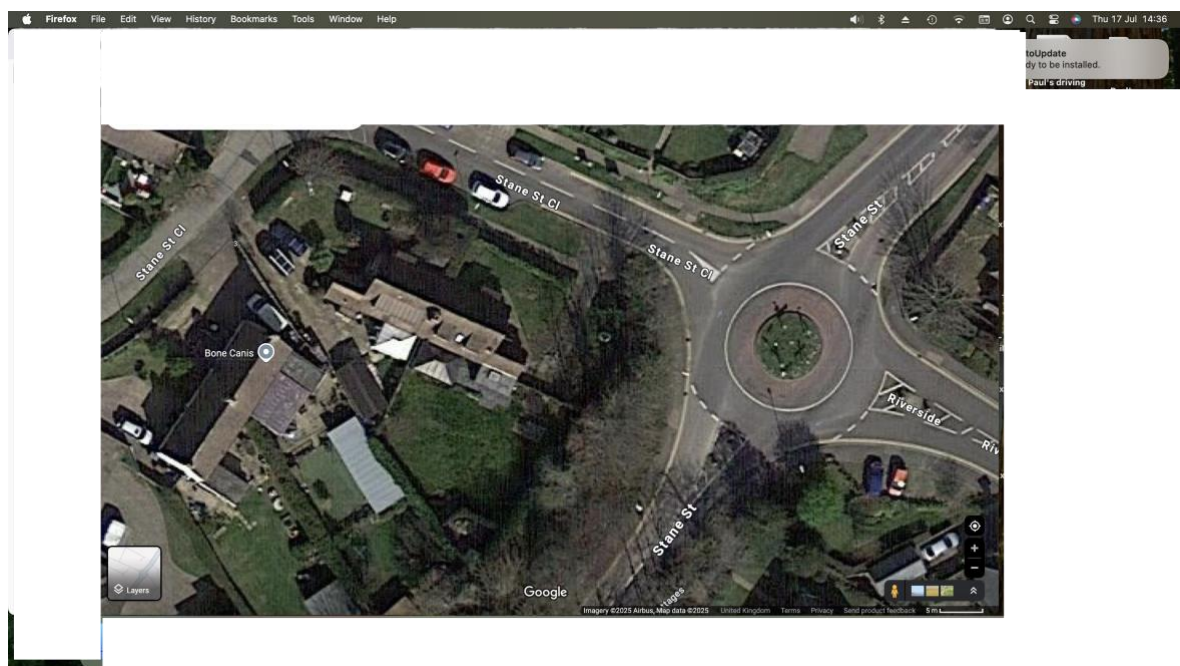 Firefox File Edit View History Bookmarks Tools Window Help Thu 17 Jul 14:36
toUpdate
dy to be installed.
Paul's driving
Stane St Cl
Stane St
Stane St Cl
Stane St Cl
Bone Canis
Riverside
Riv
Stane St
Layers
Google
tages
Imagery ©2025 Airbus, Map data ©2025 United Kingdom Terms Privacy Send product feedback 5 m